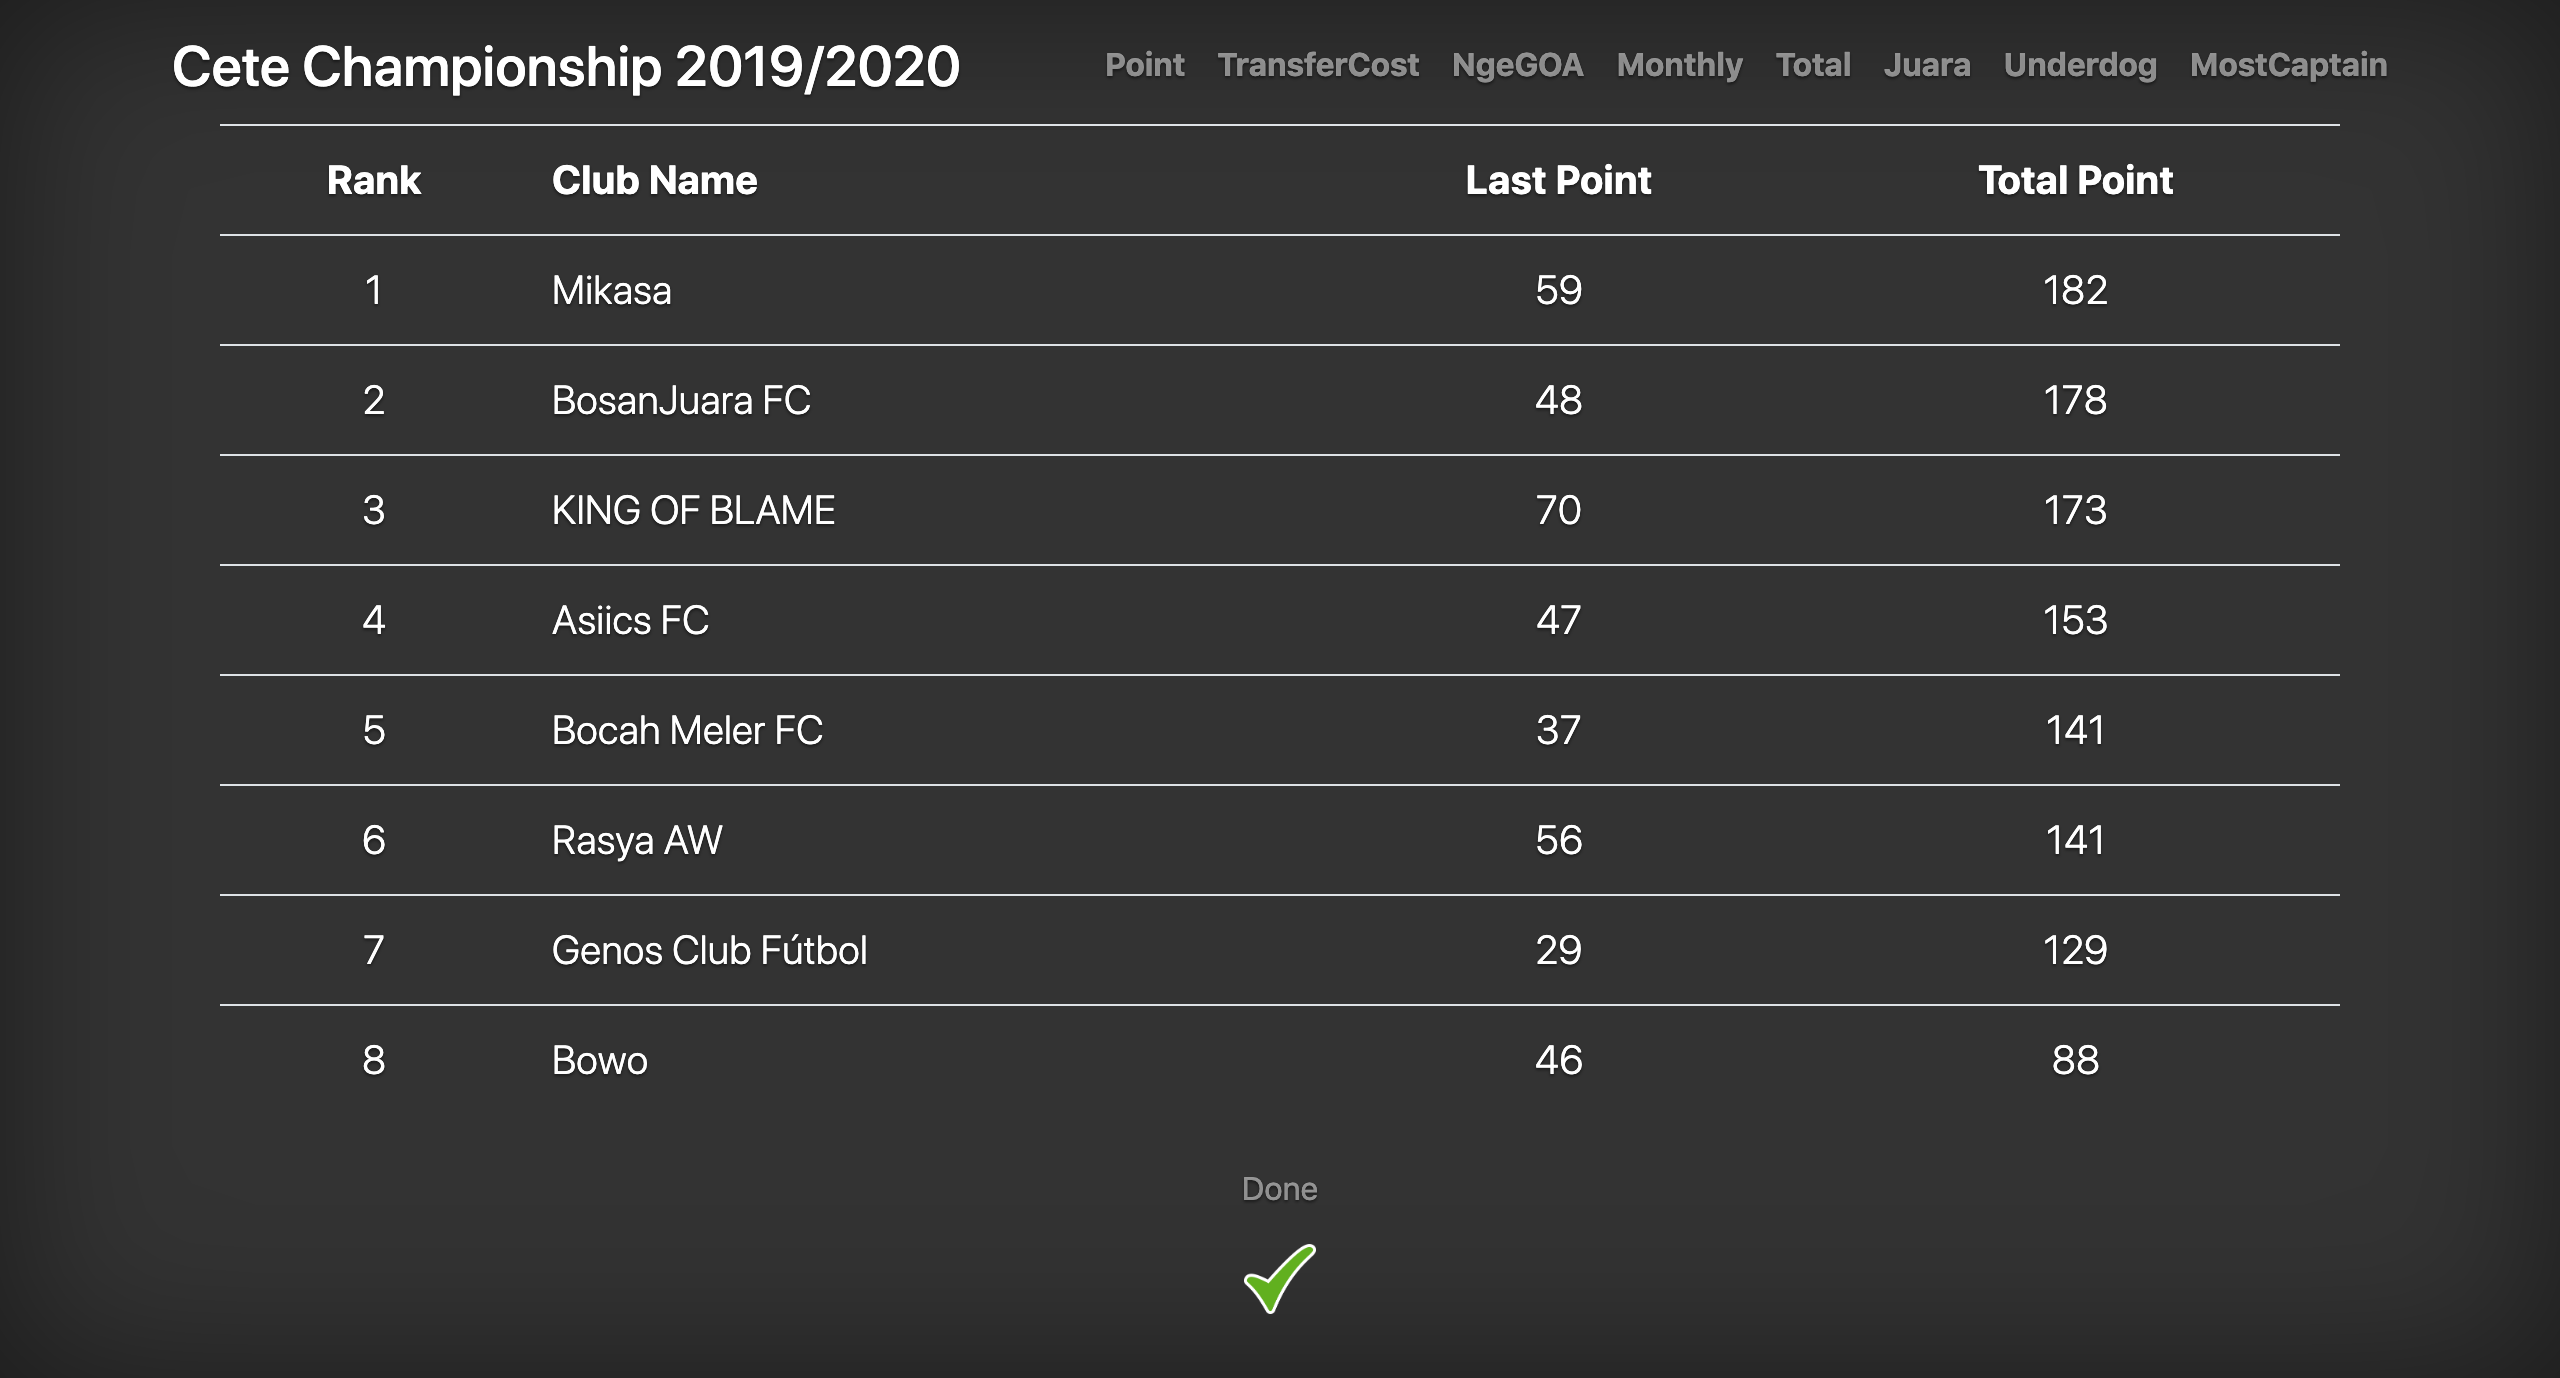 Cete Championship 2019/2020 Point TransferCost NgeGOA Monthly Total Juara Underdog MostCaptain
Rank Club Name Last Point Total Point
1 Mikasa 59 182
2 BosanJuara FC 48 178
3 KING OF BLAME 70 173
4 Asiics FC 47 153
5 Bocah Meler FC 37 141
6 Rasya AW 56 141
7 Genos Club Fútbol 29 129
8 Bowo 46 88
Done